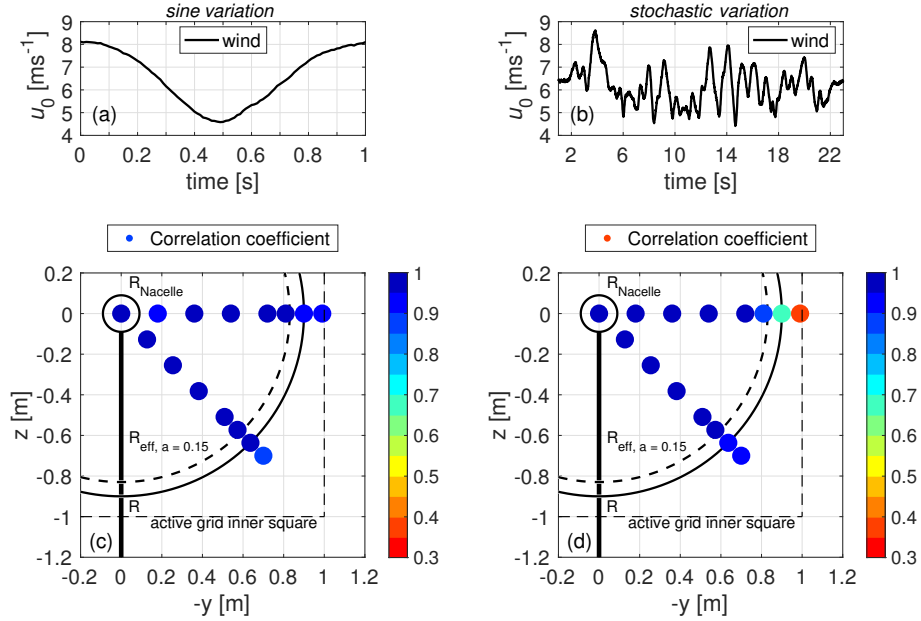 sine variation
stochastic variation
9
8
7
6
5
4
u0 [ms-1]
wind
(a)
0 0.2 0.4 0.6 0.8 1
time [s]
9
8
7
6
5
4
u0 [ms-1]
wind
(b)
2 6 10 14 18 22
time [s]
Correlation coefficient
0.2
0
-0.2
-0.4
-0.6
-0.8
-1
-1.2
z [m]
RNacelle
Reff, a = 0.15
R
active grid inner square
(c)
-0.2 0 0.2 0.4 0.6 0.8 1 1.2
-y [m]
1
0.9
0.8
0.7
0.6
0.5
0.4
0.3
Correlation coefficient
0.2
0
-0.2
-0.4
-0.6
-0.8
-1
-1.2
z [m]
RNacelle
Reff, a = 0.15
R
active grid inner square
(d)
-0.2 0 0.2 0.4 0.6 0.8 1 1.2
-y [m]
1
0.9
0.8
0.7
0.6
0.5
0.4
0.3